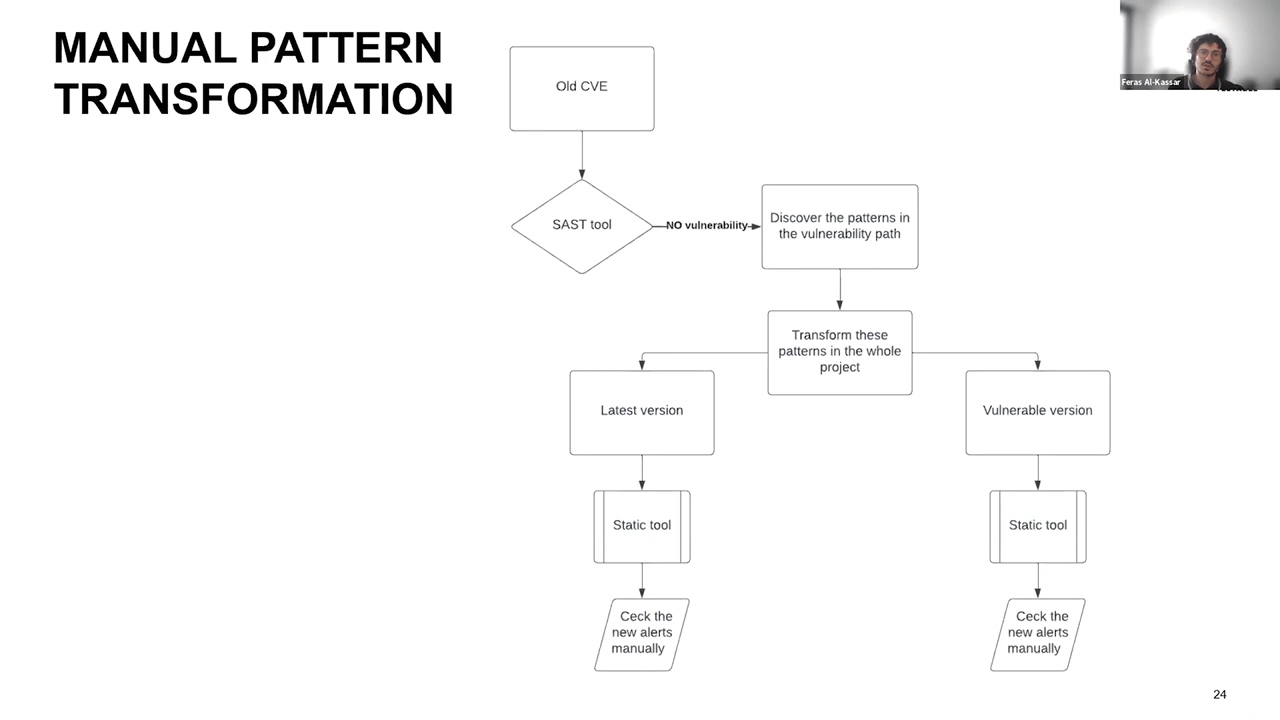 MANUAL PATTERN
TRANSFORMATION
Feras Al-Kassar
Old CVE
SAST tool
NO vulnerability
Discover the patterns in
the vulnerability path
Transform these
patterns in the whole
project
Latest version
Vulnerable version
Static tool
Static tool
Ceck the
new alerts
manually
Ceck the
new alerts
manually
24